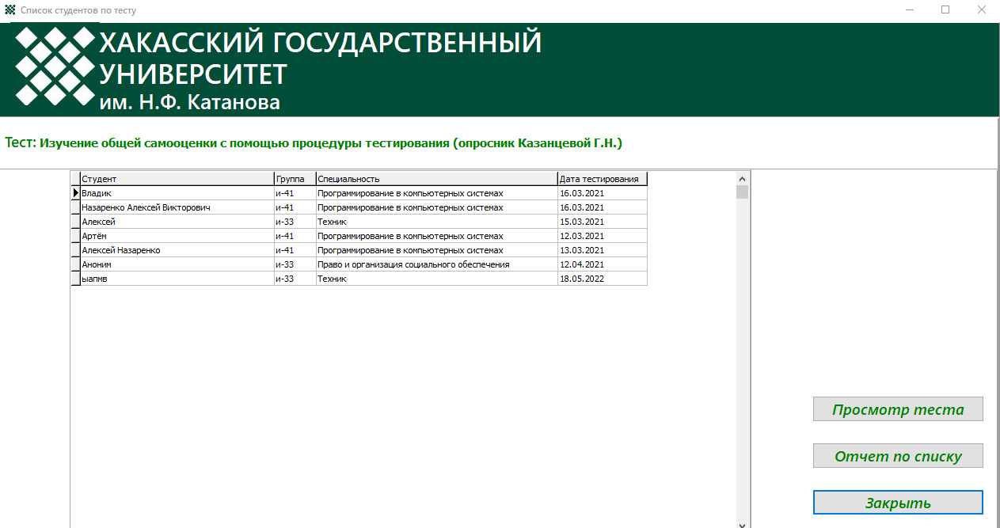 Список студентов по тесту
ХАКАССКИЙ ГОСУДАРСТВЕННЫЙ
УНИВЕРСИТЕТ
им. Н.Ф. Катанова
Тест: Изучение общей самооценки с помощью процедуры тестирования (опросник Казанцевой Г.Н.)
Студент Группа Специальность Дата тестирования
Владик и-41 Программирование в компьютерных системах 16.03.2021
Назаренко Алексей Викторович и-41 Программирование в компьютерных системах 16.03.2021
Алексей и-33 Техник 15.03.2021
Артём и-41 Программирование в компьютерных системах 12.03.2021
Алексей Назаренко и-41 Программирование в компьютерных системах 13.03.2021
Аноним и-33 Право и организация социального обеспечения 12.04.2021
ыапмв и-33 Техник 18.05.2022
Просмотр теста
Отчет по списку
Закрыть